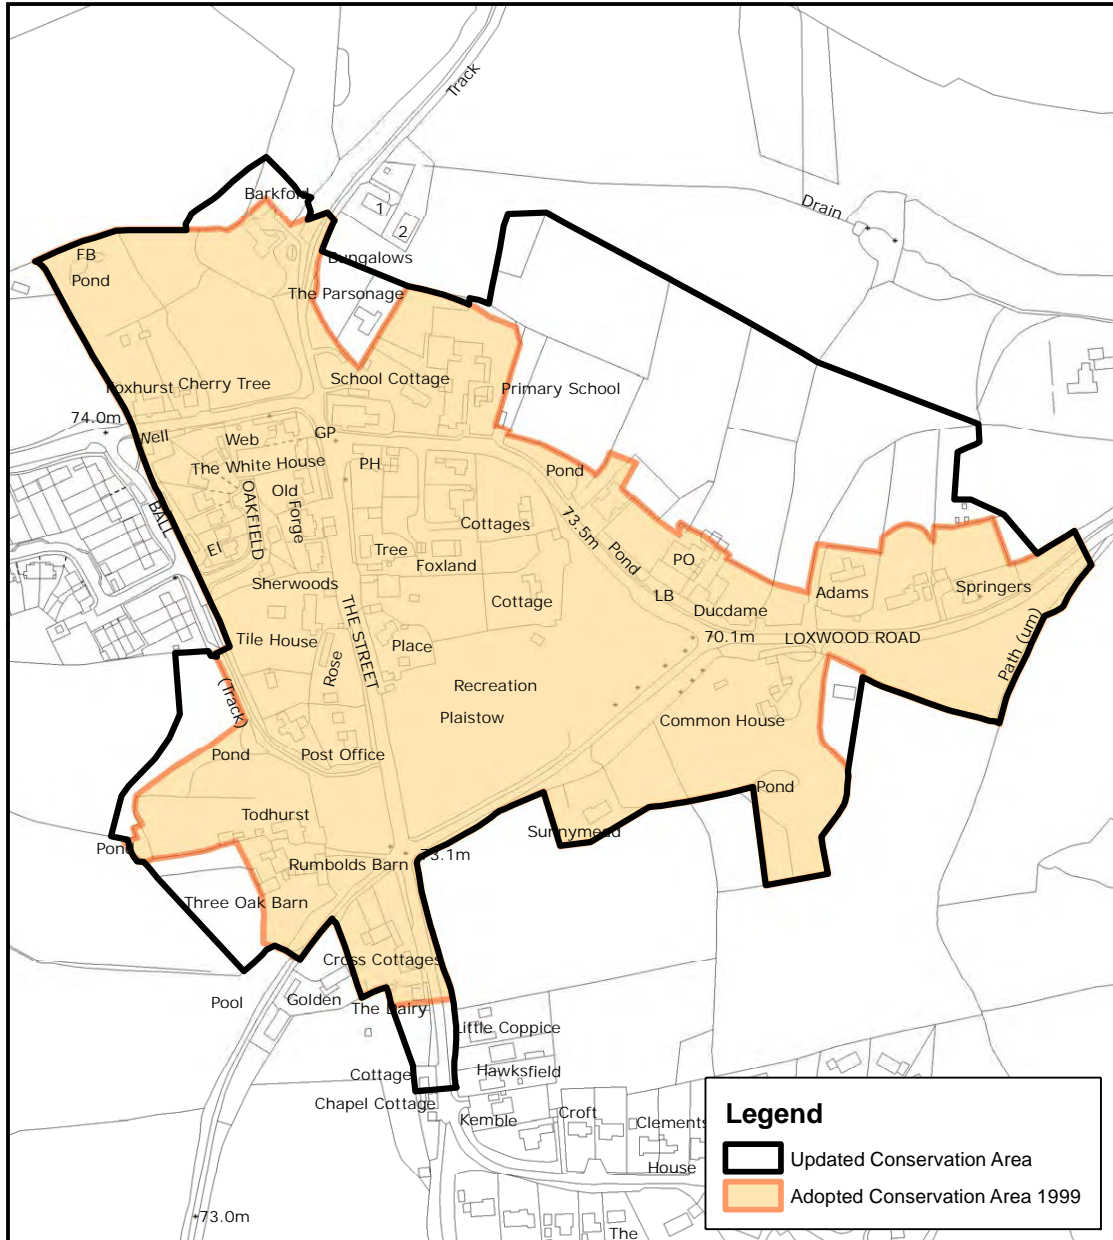 Track
Barkfold
1
2
Drain
FB
Bungalows
Pond
The Parsonage
Foxhurst
Cherry Tree
School Cottage
Primary School
74.0m
Well
Web
GP
The White House
PH
Pond
OAKFIELD
Old
Forge
BALL
Cottages
73.5m
El
Tree
Foxland
Pond
PO
Sherwoods
Adams
Springers
Cottage
LB
Ducdame
THE STREET
Tile House
Place
70.1m
LOXWOOD ROAD
Path (um)
Rose
Recreation
(Track)
Plaistow
Common House
Pond
Post Office
Pond
Todhurst
Sunnymead
Pond
Rumbolds Barn
73.1m
Three Oak Barn
Cross Cottages
Pool
Golden
The Dairy
Little Coppice
Cottage
Hawksfield
Chapel Cottage
Kemble
Croft
Clements
House
73.0m
The
Legend
Updated Conservation Area
Adopted Conservation Area 1999